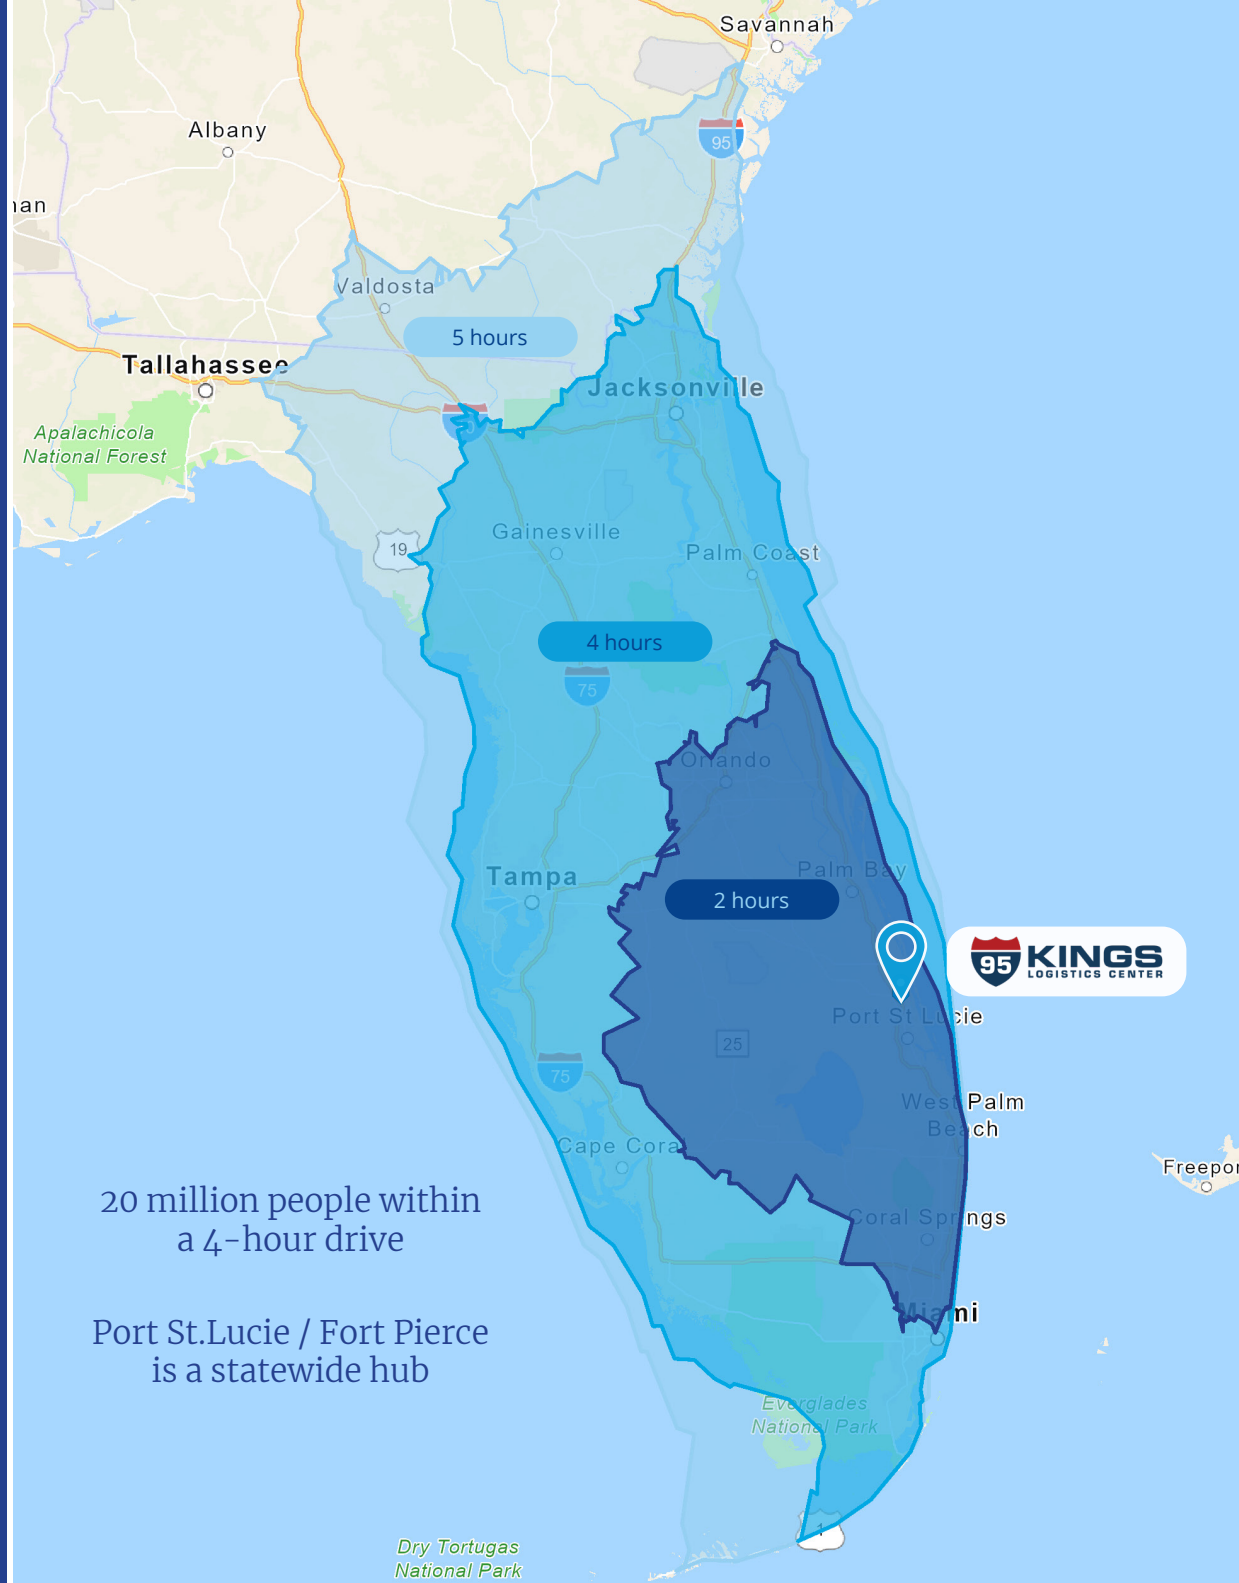 Savannah
95
Albany
nan
Valdosta
5 hours
Tallahassee
Jacksonville
Apalachicola
National Forest
19
Gainesville
Palm Coast
4 hours
75
Orlando
Palm Bay
Tampa
2 hours
95 KINGS
LOGISTICS CENTER
Port St Lucie
25
75
West Palm
Beach
Cape Coral
Freepor
20 million people within
a 4-hour drive
Coral Springs
Miami
Port St.Lucie / Fort Pierce
is a statewide hub
Everglades
National Park
1
Dry Tortugas
National Park